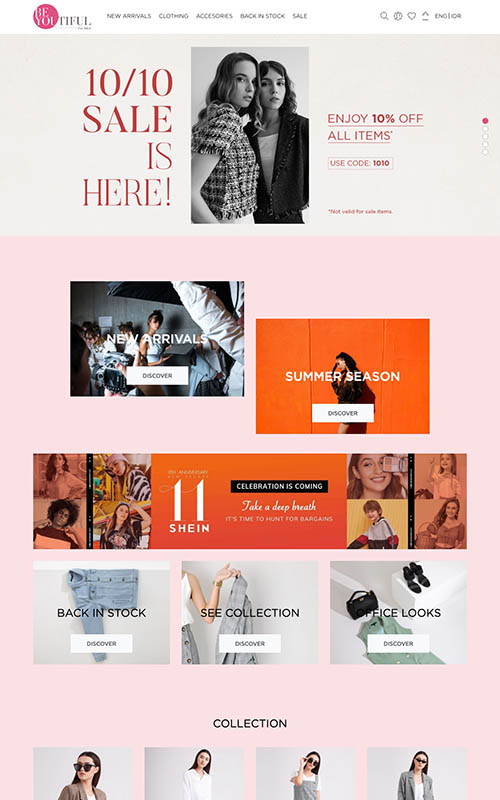 BE
YOUTIFUL
NEW ARRIVALS CLOTHING ACCESORIES BACK IN STOCK SALE
ENG|IDR
10/10
SALE
IS
HERE!
ENJOY 10% OFF
ALL ITEMS*
USE CODE: 1010
*Not valid for sale items.
NEW ARRIVALS
DISCOVER
SUMMER SEASON
DISCOVER
11
SHEIN
CELEBRATION IS COMING
Take a deep breath
IT'S TIME TO HUNT FOR BARGAINS
BACK IN STOCK
DISCOVER
SEE COLLECTION
DISCOVER
OFFICE LOOKS
DISCOVER
COLLECTION